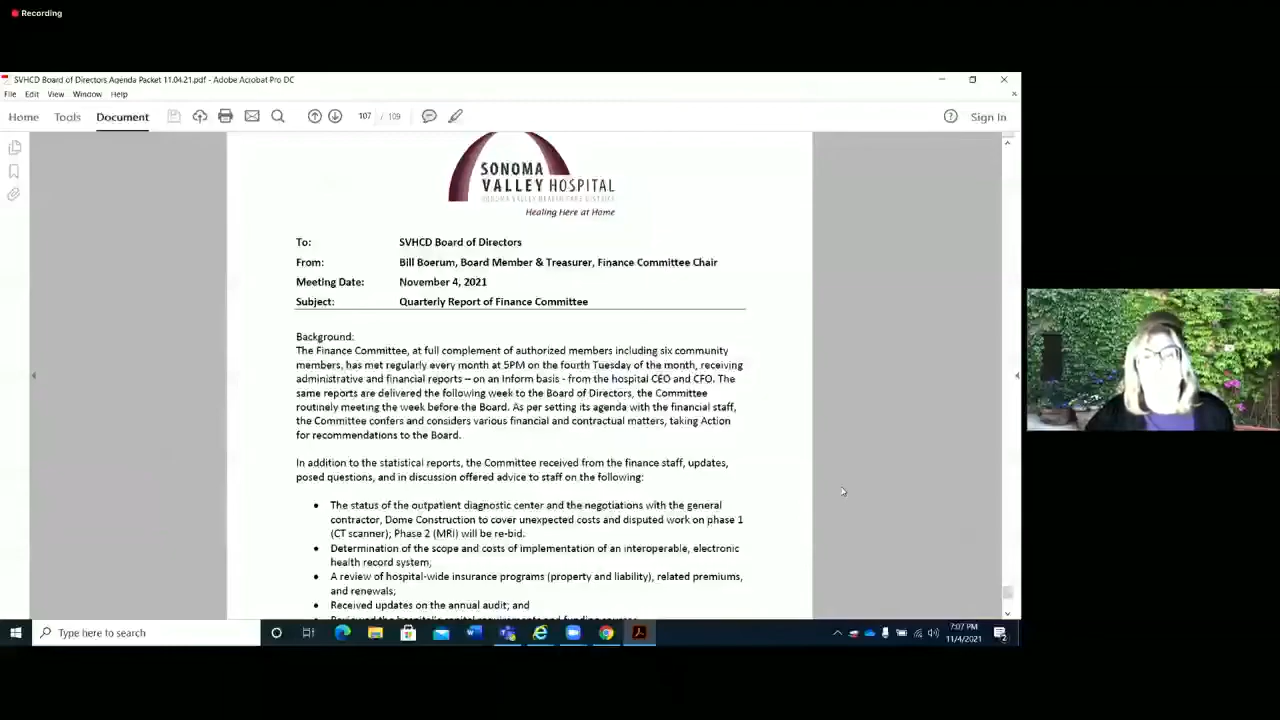 Recording
SVHCD Board of Directors Agenda Packet 11.04.21.pdf - Adobe Acrobat Pro DC
File Edit View Window Help
Home Tools Document 107 / 109 Sign In
SONOMA
VALLEY HOSPITAL
SONOMA VALLEY HEALTH CARE DISTRICT
Healing Here at Home
To: SVHCD Board of Directors
From: Bill Boerum, Board Member & Treasurer, Finance Committee Chair
Meeting Date: November 4, 2021
Subject: Quarterly Report of Finance Committee
Background:
The Finance Committee, at full complement of authorized members including six community
members, has met regularly every month at 5PM on the fourth Tuesday of the month, receiving
administrative and financial reports – on an Inform basis - from the hospital CEO and CFO. The
same reports are delivered the following week to the Board of Directors, the Committee
routinely meeting the week before the Board. As per setting its agenda with the financial staff,
the Committee confers and considers various financial and contractual matters, taking Action
for recommendations to the Board.
In addition to the statistical reports, the Committee received from the finance staff, updates,
posed questions, and in discussion offered advice to staff on the following:
• The status of the outpatient diagnostic center and the negotiations with the general
contractor, Dome Construction to cover unexpected costs and disputed work on phase 1
(CT scanner); Phase 2 (MRI) will be re-bid.
• Determination of the scope and costs of implementation of an interoperable, electronic
health record system;
• A review of hospital-wide insurance programs (property and liability), related premiums,
and renewals;
• Received updates on the annual audit; and
Type here to search
7:07 PM
11/4/2021